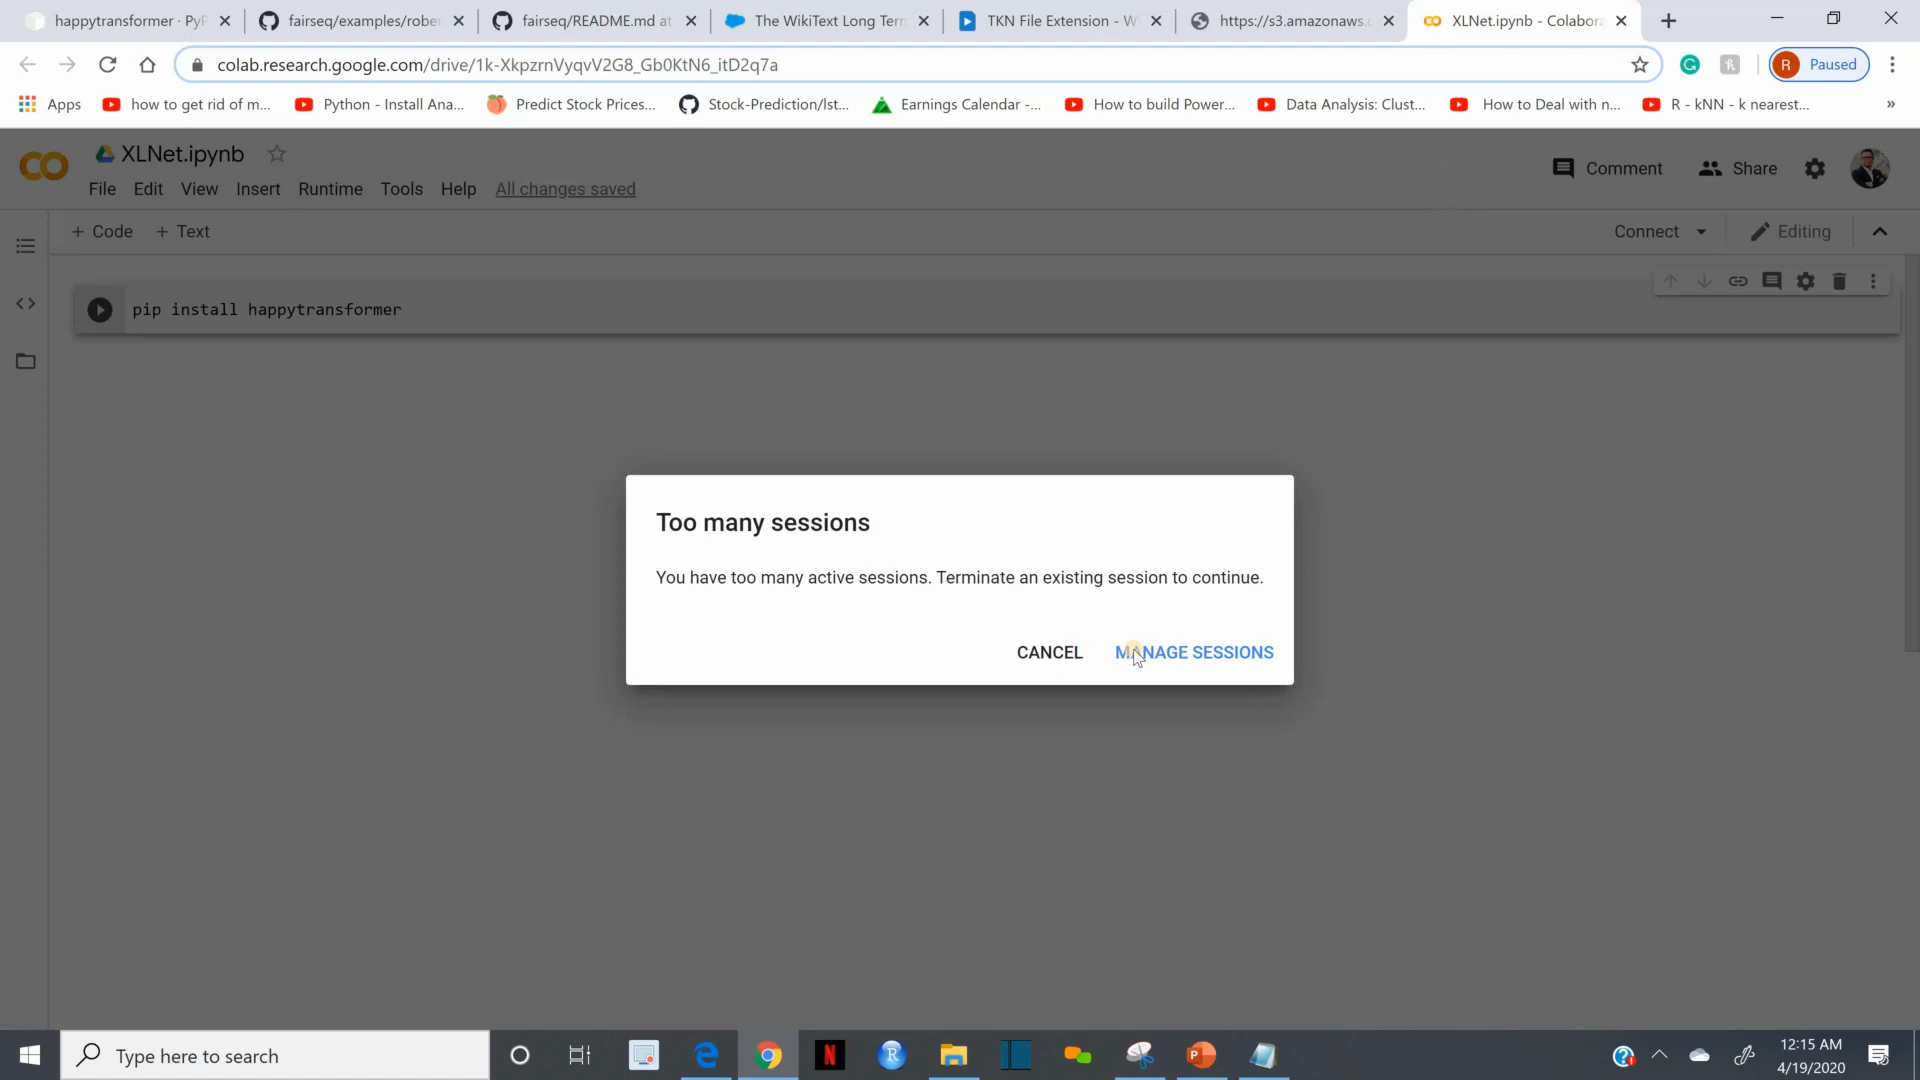 happytransformer · PyP
fairseq/examples/rober
fairseq/README.md at
The WikiText Long Term
TKN File Extension - W
https://s3.amazonaws.c
XLNet.ipynb - Colabora
colab.research.google.com/drive/1k-XkpzrnVyqvV2G8_Gb0KtN6_itD2q7a
R Paused
Apps
how to get rid of m...
Python - Install Ana...
Predict Stock Prices...
Stock-Prediction/lst...
Earnings Calendar -...
How to build Power...
Data Analysis: Clust...
How to Deal with n...
R - kNN - k nearest...
»
XLNet.ipynb
Comment
Share
File Edit View Insert Runtime Tools Help All changes saved
+ Code + Text
Connect
Editing
pip install happytransformer
Too many sessions
You have too many active sessions. Terminate an existing session to continue.
CANCEL MANAGE SESSIONS
Type here to search
12:15 AM
4/19/2020